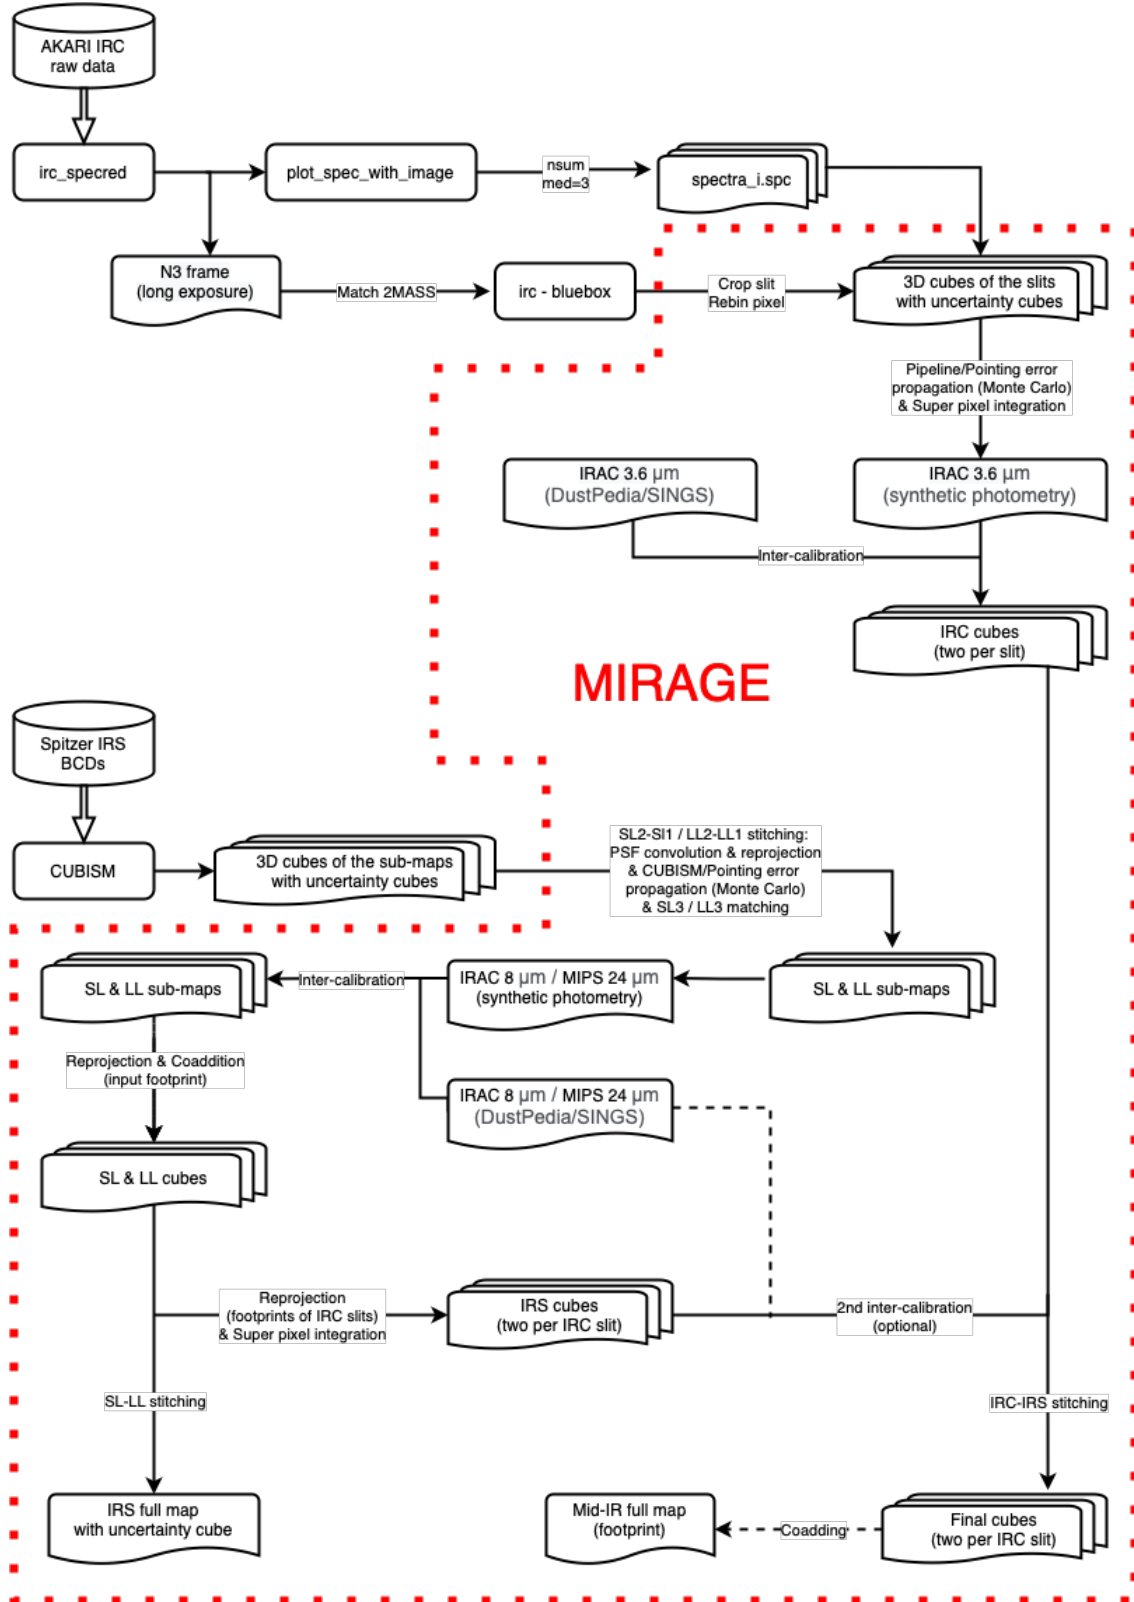 AKARI IRC
raw data
irc_specred
plot_spec_with_image
nsum
med=3
spectra_i.spc
N3 frame
(long exposure)
Match 2MASS
irc - bluebox
Crop slit
Rebin pixel
3D cubes of the slits
with uncertainty cubes
Pipeline/Pointing error
propagation (Monte Carlo)
& Super pixel integration
IRAC 3.6 μm
(DustPedia/SINGS)
IRAC 3.6 μm
(synthetic photometry)
Inter-calibration
IRC cubes
(two per slit)
MIRAGE
Spitzer IRS
BCDs
CUBISM
3D cubes of the sub-maps
with uncertainty cubes
SL2-Sl1 / LL2-LL1 stitching:
PSF convolution & reprojection
& CUBISM/Pointing error
propagation (Monte Carlo)
& SL3 / LL3 matching
SL & LL sub-maps
Inter-calibration
IRAC 8 μm / MIPS 24 μm
(synthetic photometry)
SL & LL sub-maps
Reprojection & Coaddition
(input footprint)
IRAC 8 μm / MIPS 24 μm
(DustPedia/SINGS)
SL & LL cubes
Reprojection
(footprints of IRC slits)
& Super pixel integration
IRS cubes
(two per IRC slit)
2nd inter-calibration
(optional)
SL-LL stitching
IRC-IRS stitching
IRS full map
with uncertainty cube
Mid-IR full map
(footprint)
Coadding
Final cubes
(two per IRC slit)